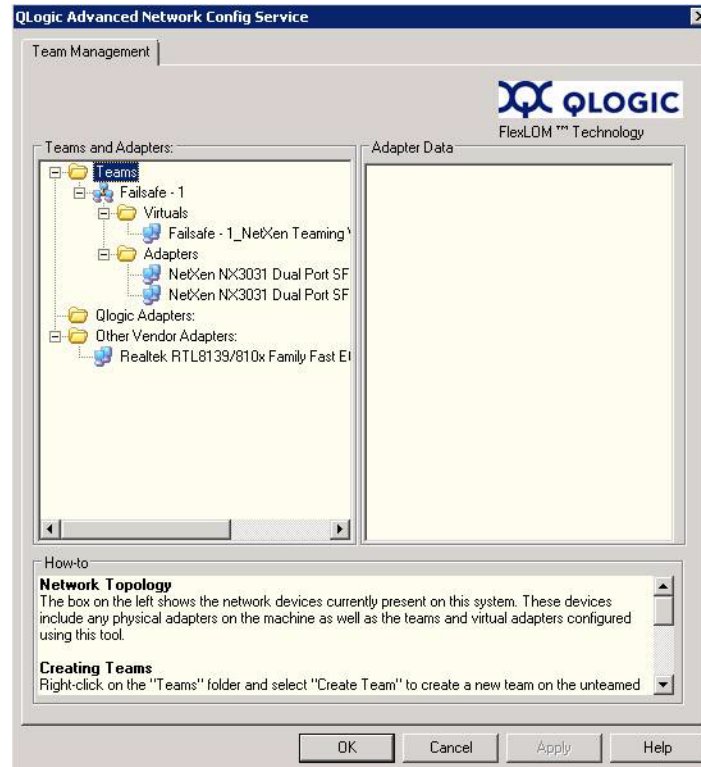 QLogic Advanced Network Config Service
Team Management
QLOGIC
FlexLOM ™ Technology
Teams and Adapters:
Teams
Failsafe - 1
Virtuals
Failsafe - 1_NetXen Teaming
Adapters
NetXen NX3031 Dual Port SF
NetXen NX3031 Dual Port SF
Qlogic Adapters:
Other Vendor Adapters:
Realtek RTL8139/810x Family Fast
Adapter Data
How-to
Network Topology
The box on the left shows the network devices currently present on this system. These devices
include any physical adapters on the machine as well as the teams and virtual adapters configured
using this tool.
Creating Teams
Right-click on the "Teams" folder and select "Create Team" to create a new team on the unteamed
OK
Cancel
Apply
Help